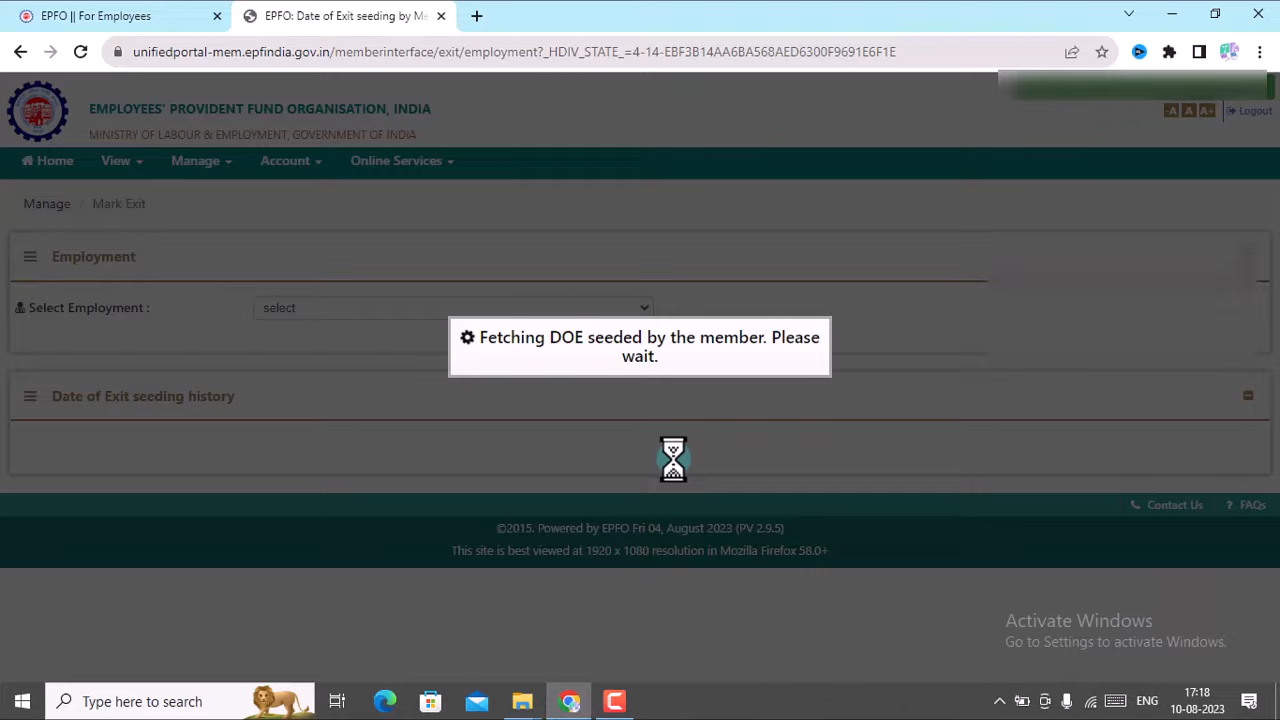 EPFO || For Employees
EPFO: Date of Exit seeding by Me
unifiedportal-mem.epfindia.gov.in/memberinterface/exit/employment?_HDIV_STATE_=4-14-EBF3B14AA6BA568AED6300F9691E6F1E
EMPLOYEES' PROVIDENT FUND ORGANISATION, INDIA
MINISTRY OF LABOUR & EMPLOYMENT, GOVERNMENT OF INDIA
-A A A+ Logout
Home View Manage Account Online Services
Manage / Mark Exit
Employment
Select Employment : select
Fetching DOE seeded by the member. Please
wait.
Date of Exit seeding history
Contact Us ? FAQs
©2015. Powered by EPFO Fri 04, August 2023 (PV 2.9.5)
This site is best viewed at 1920 x 1080 resolution in Mozilla Firefox 58.0+
Activate Windows
Go to Settings to activate Windows.
Type here to search
ENG
17:18
10-08-2023